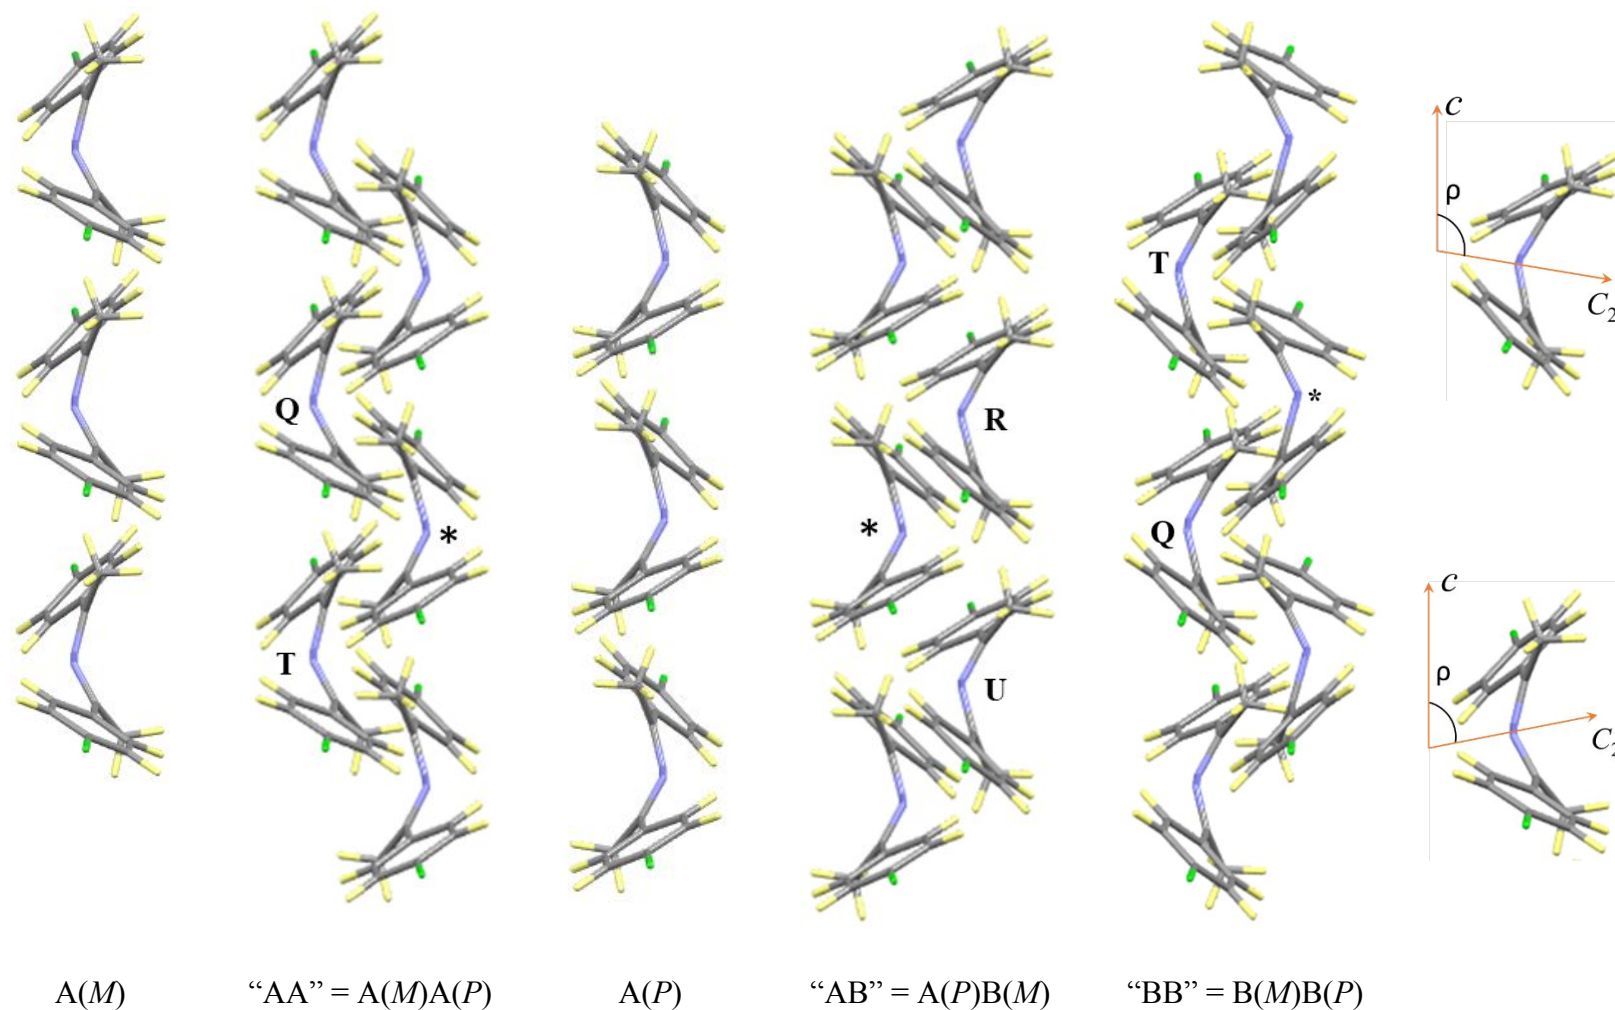 c
ρ
C2
T
R
Q
*
*
*
Q
c
T
U
ρ
C2
A(M)
“AA” = A(M)A(P)
A(P)
“AB” = A(P)B(M)
“BB” = B(M)B(P)